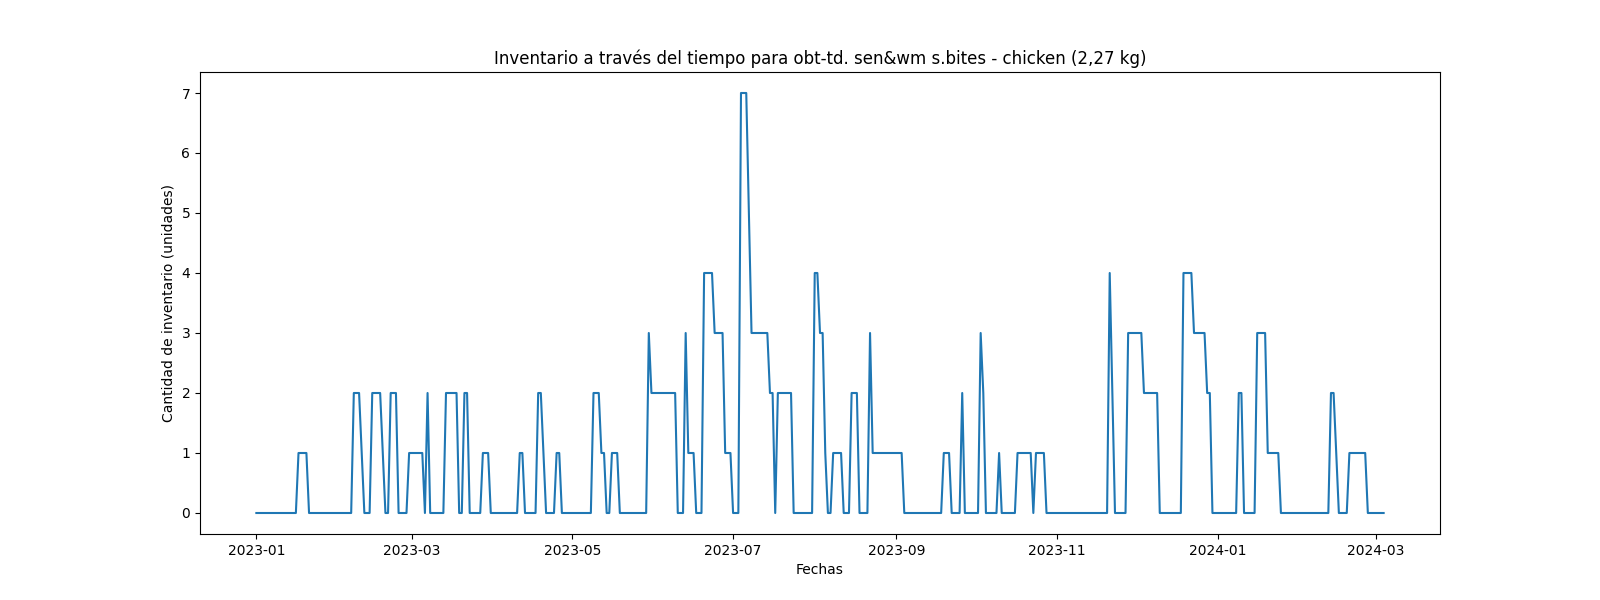 Inventario a través del tiempo para obt-td. sen&wm s.bites - chicken (2,27 kg)
Cantidad de inventario (unidades)
7
6
5
4
3
2
1
0
2023-01 2023-03 2023-05 2023-07 2023-09 2023-11 2024-01 2024-03
Fechas